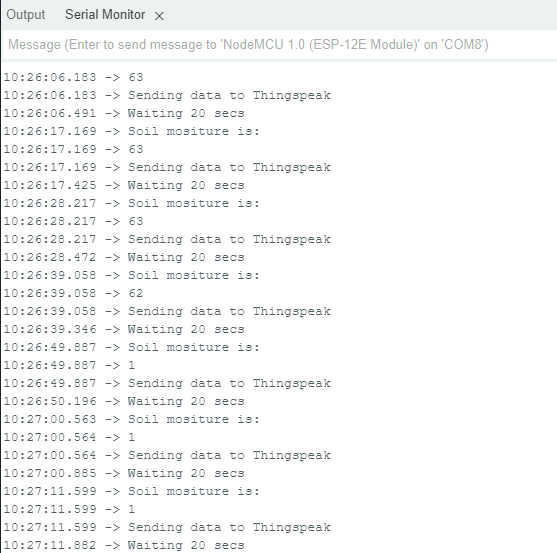 Output Serial Monitor ×
Message (Enter to send message to 'NodeMCU 1.0 (ESP-12E Module)' on 'COM8')
10:26:06.183 -> 63
10:26:06.183 -> Sending data to Thingspeak
10:26:06.491 -> Waiting 20 secs
10:26:17.169 -> Soil mositure is:
10:26:17.169 -> 63
10:26:17.169 -> Sending data to Thingspeak
10:26:17.425 -> Waiting 20 secs
10:26:28.217 -> Soil mositure is:
10:26:28.217 -> 63
10:26:28.217 -> Sending data to Thingspeak
10:26:28.472 -> Waiting 20 secs
10:26:39.058 -> Soil mositure is:
10:26:39.058 -> 62
10:26:39.058 -> Sending data to Thingspeak
10:26:39.346 -> Waiting 20 secs
10:26:49.887 -> Soil mositure is:
10:26:49.887 -> 1
10:26:49.887 -> Sending data to Thingspeak
10:26:50.196 -> Waiting 20 secs
10:27:00.563 -> Soil mositure is:
10:27:00.564 -> 1
10:27:00.564 -> Sending data to Thingspeak
10:27:00.885 -> Waiting 20 secs
10:27:11.599 -> Soil mositure is:
10:27:11.599 -> 1
10:27:11.599 -> Sending data to Thingspeak
10:27:11.882 -> Waiting 20 secs